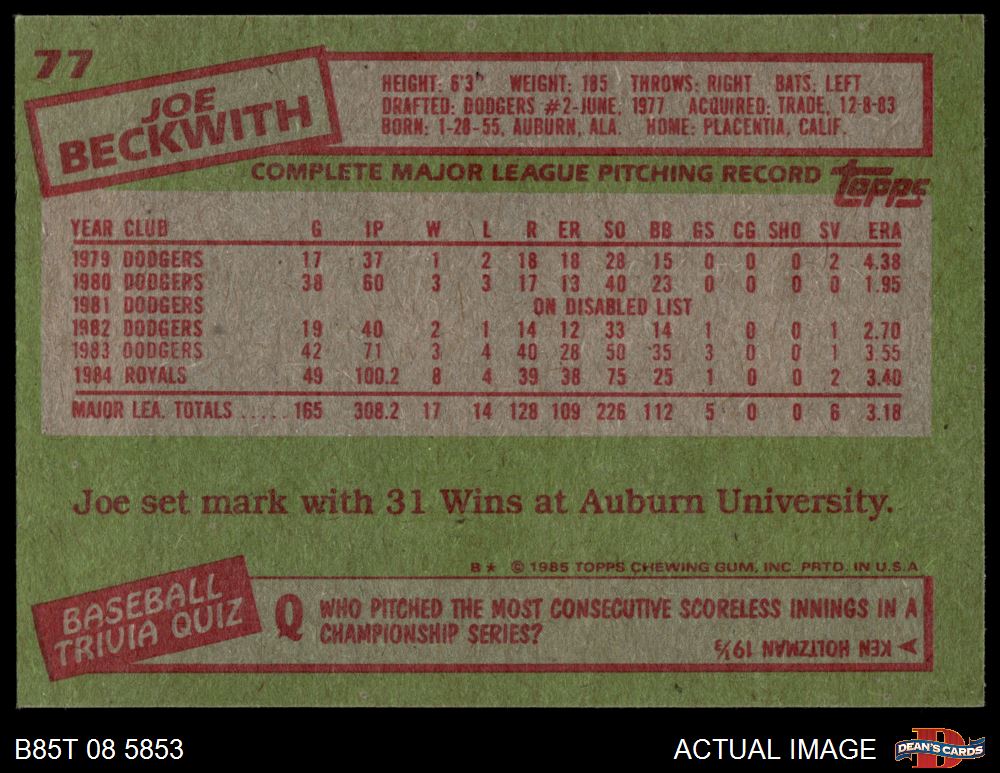 77
JOE
BECKWITH
HEIGHT: 6'3" WEIGHT: 185 THROWS: RIGHT BATS: LEFT
DRAFTED: DODGERS #2-JUNE, 1977 ACQUIRED: TRADE, 12-8-83
BORN: 1-28-55, AUBURN, ALA. HOME: PLACENTIA, CALIF.
COMPLETE MAJOR LEAGUE PITCHING RECORD topps
YEAR CLUB G IP W L R ER SO BB GS CG SHO SV ERA
1979 DODGERS 17 37 1 2 18 18 28 15 0 0 0 2 4.38
1980 DODGERS 38 60 3 3 17 13 40 23 0 0 0 0 1.95
1981 DODGERS ON DISABLED LIST
1982 DODGERS 19 40 2 1 14 12 33 14 1 0 0 1 2.70
1983 DODGERS 42 71 3 4 40 28 50 35 3 0 0 1 3.55
1984 ROYALS 49 100.2 8 4 39 38 75 25 1 0 0 2 3.40
MAJOR LEA. TOTALS ..... 165 308.2 17 14 128 109 226 112 5 0 0 6 3.18
Joe set mark with 31 Wins at Auburn University.
B★ © 1985 TOPPS CHEWING GUM, INC. PRTD. IN U.S.A
BASEBALL
TRIVIA QUIZ
Q WHO PITCHED THE MOST CONSECUTIVE SCORELESS INNINGS IN A
CHAMPIONSHIP SERIES?
A KEN HOLTZMAN 19⅓
B85T 08 5853
ACTUAL IMAGE
D
DEAN'S CARDS